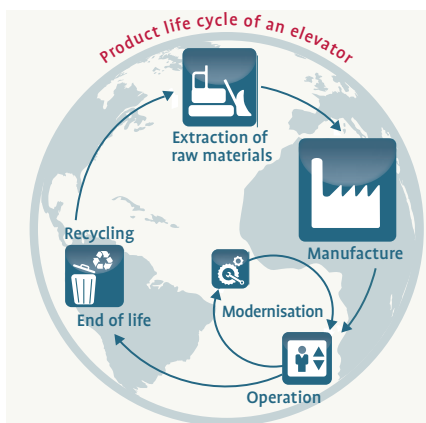 Product life cycle of an elevator
Extraction of
raw materials
Manufacture
Recycling
Modernisation
End of life
Operation